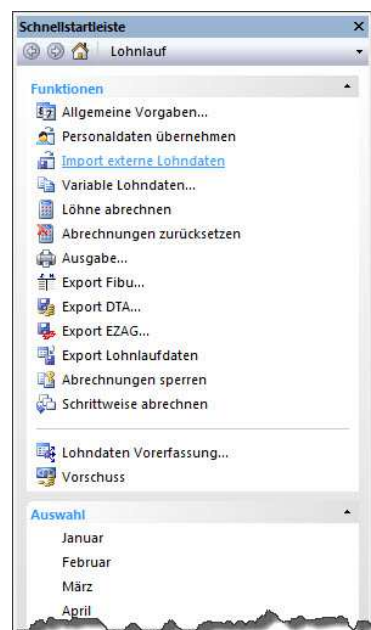 Schnellstartleiste
Lohnlauf
Funktionen
Allgemeine Vorgaben...
Personaldaten übernehmen
Import externe Lohndaten
Variable Lohndaten...
Löhne abrechnen
Abrechnungen zurücksetzen
Ausgabe...
Export Fibu...
Export DTA...
Export EZAG...
Export Lohnlaufdaten
Abrechnungen sperren
Schrittweise abrechnen
Lohndaten Vorerfassung...
Vorschuss
Auswahl
Januar
Februar
März
April